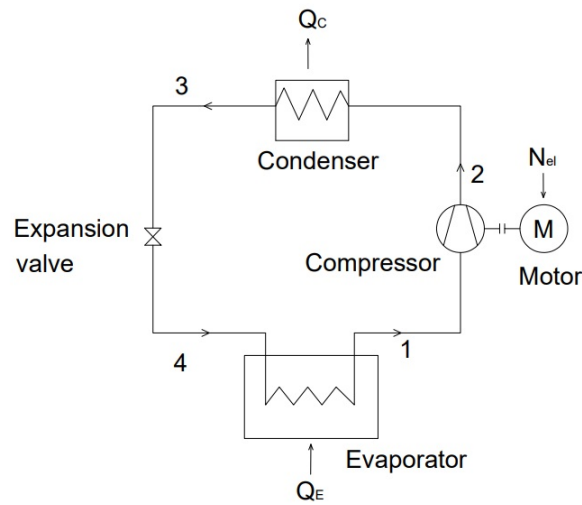 QC
3
Condenser
2
Nel
M
Expansion
valve
Compressor
Motor
1
4
Evaporator
QE